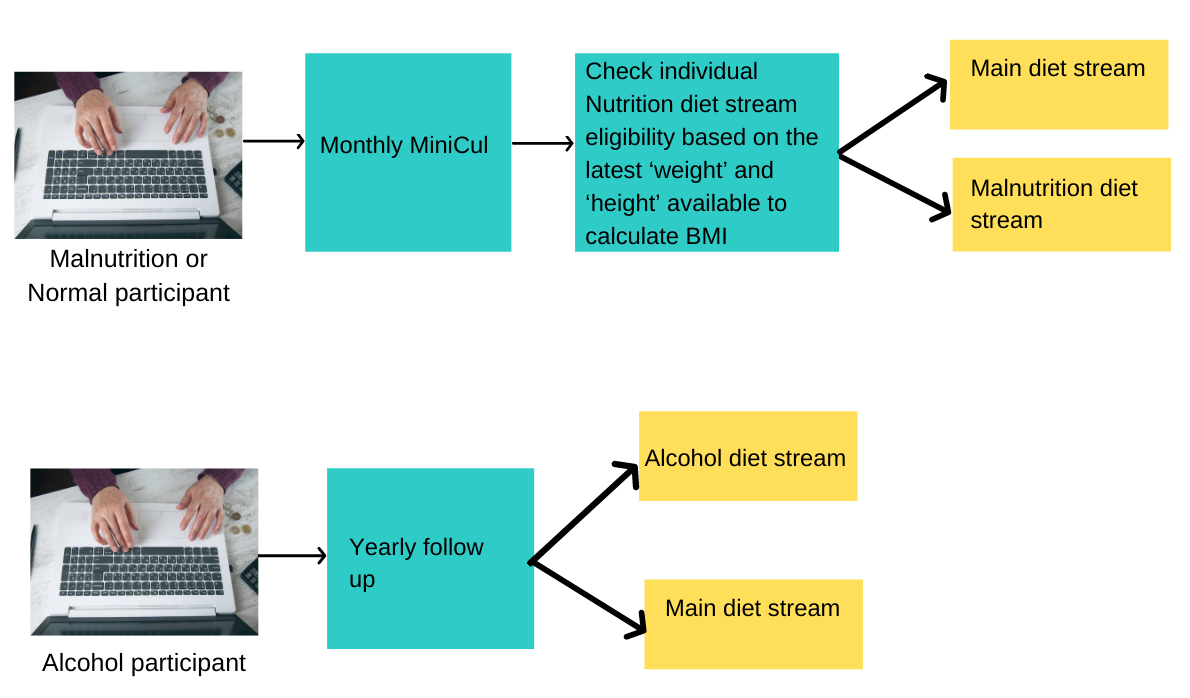 Malnutrition or
Normal participant
Monthly MiniCul
Check individual
Nutrition diet stream
eligibility based on the
latest ‘weight’ and
‘height’ available to
calculate BMI
Main diet stream
Malnutrition diet
stream
Alcohol participant
Yearly follow
up
Alcohol diet stream
Main diet stream